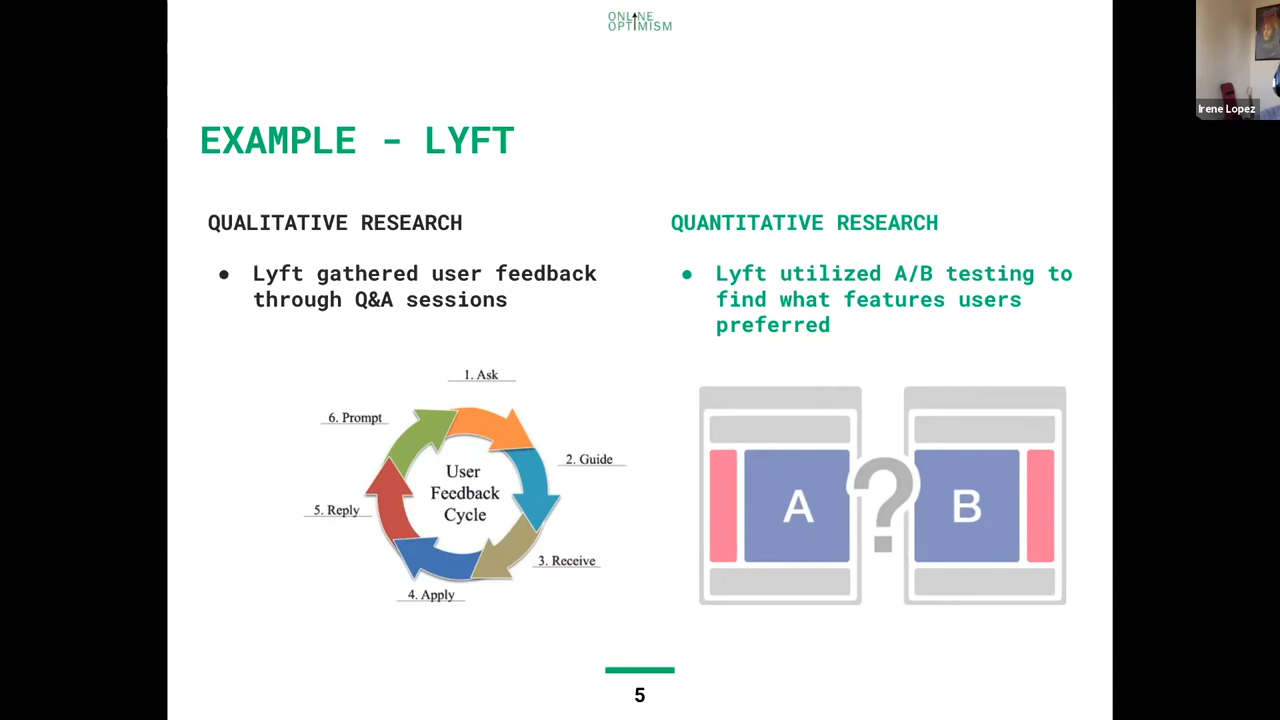 ONLINE
OPTIMISM
Irene Lopez
EXAMPLE - LYFT
QUALITATIVE RESEARCH
● Lyft gathered user feedback
through Q&A sessions
1. Ask
6. Prompt
2. Guide
User
Feedback
Cycle
5. Reply
3. Receive
4. Apply
QUANTITATIVE RESEARCH
● Lyft utilized A/B testing to
find what features users
preferred
A ? B
5